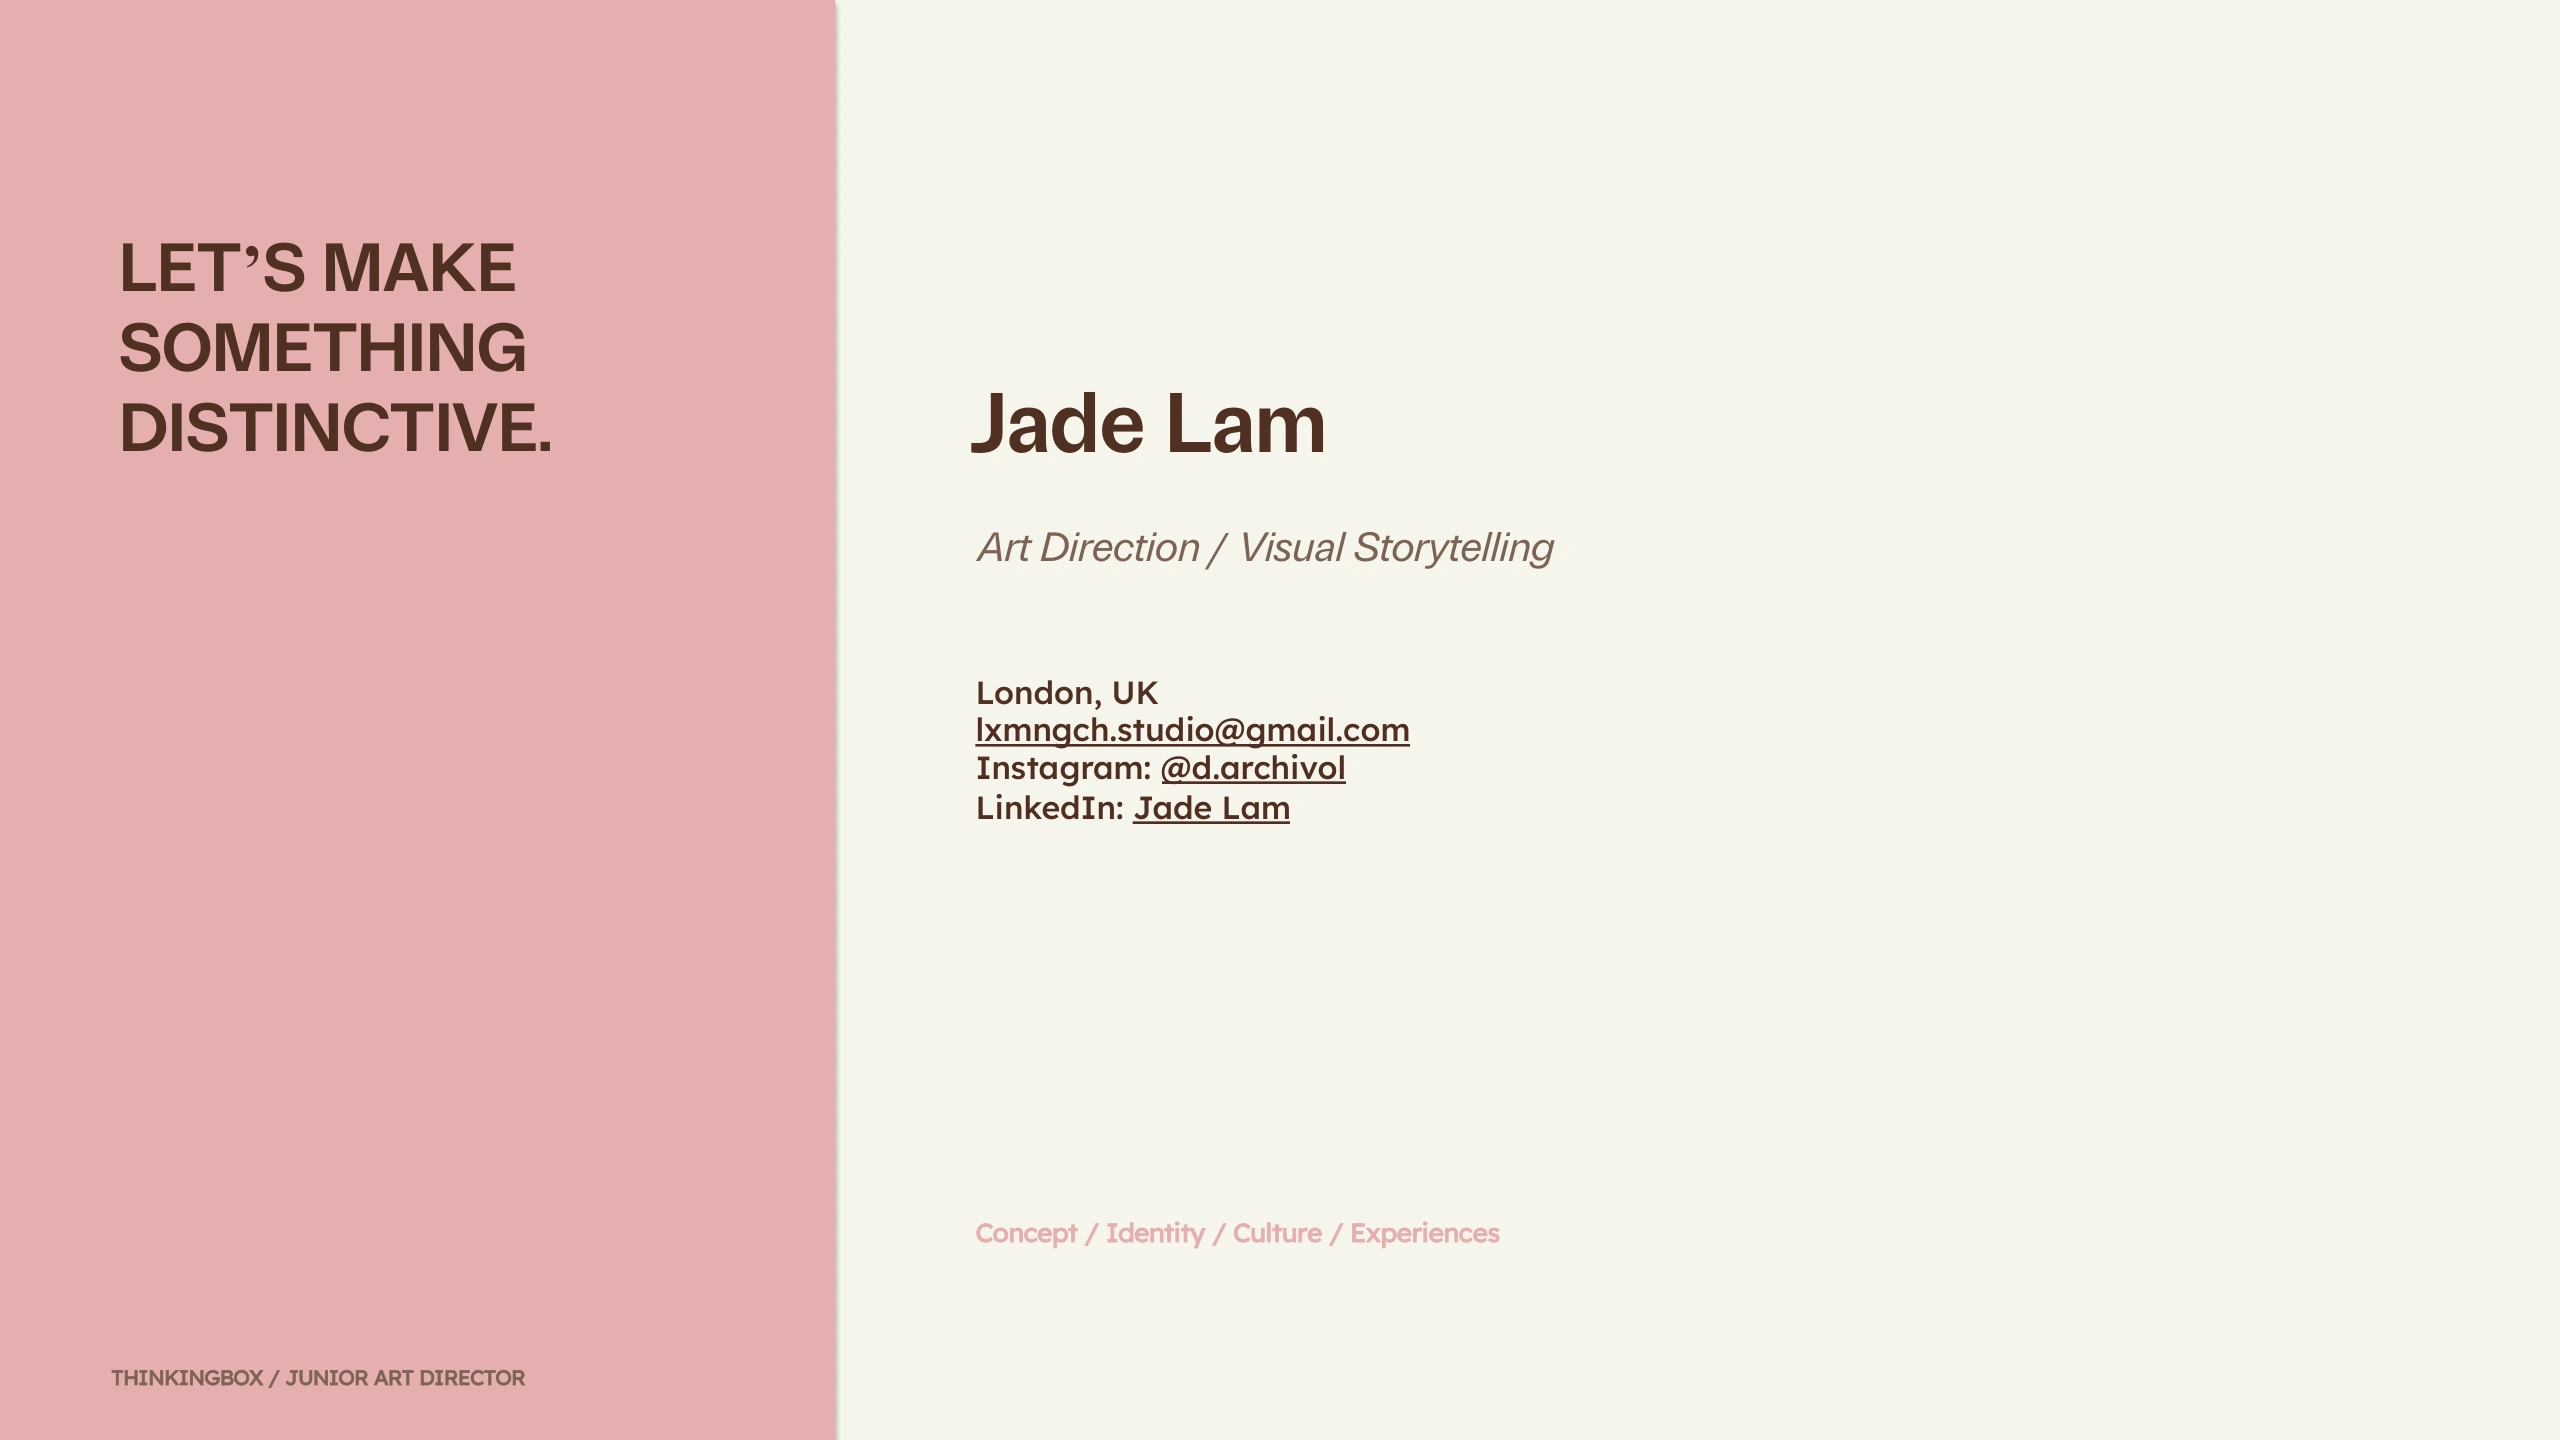 LET’S MAKE
SOMETHING
DISTINCTIVE.
Jade Lam
Art Direction / Visual Storytelling
London, UK
lxmngch.studio@gmail.com
Instagram: @d.archivol
LinkedIn: Jade Lam
Concept / Identity / Culture / Experiences
THINKINGBOX / JUNIOR ART DIRECTOR